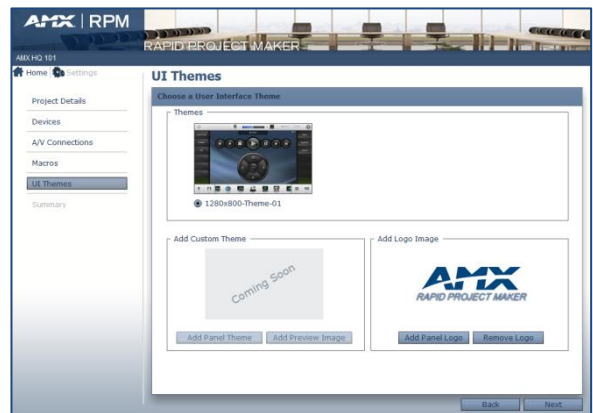 AMX | RPM
RAPID PROJECT MAKER
AMX HQ 101
Home Settings
UI Themes
Project Details
Devices
A/V Connections
Macros
UI Themes
Summary
Choose a User Interface Theme
Themes
1280x800-Theme-01
Add Custom Theme
Coming Soon
Add Panel Theme Add Preview Image
Add Logo Image
AMX
RAPID PROJECT MAKER
Add Panel Logo Remove Logo
Back Next